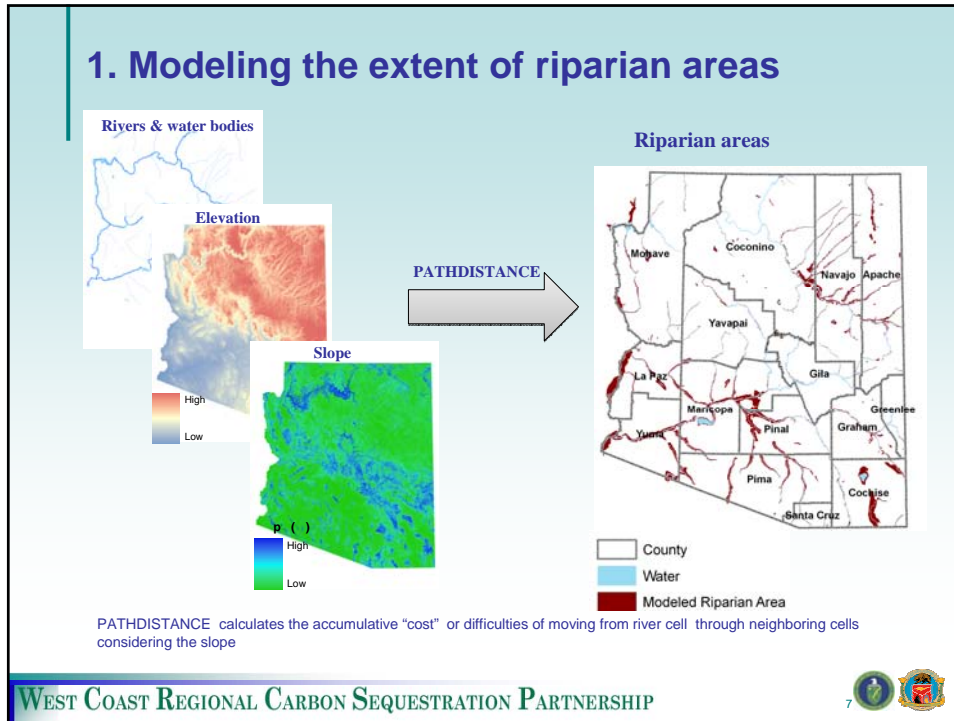 1. Modeling the extent of riparian areas
Rivers & water bodies
Elevation
High
Low
Slope
p ( )
High
Low
PATHDISTANCE
Riparian areas
Mohave
Coconino
Navajo
Apache
Yavapai
La Paz
Gila
Maricopa
Greenlee
Yuma
Pinal
Graham
Pima
Cochise
Santa Cruz
County
Water
Modeled Riparian Area
PATHDISTANCE calculates the accumulative “cost” or difficulties of moving from river cell through neighboring cells
considering the slope
WEST COAST REGIONAL CARBON SEQUESTRATION PARTNERSHIP
7